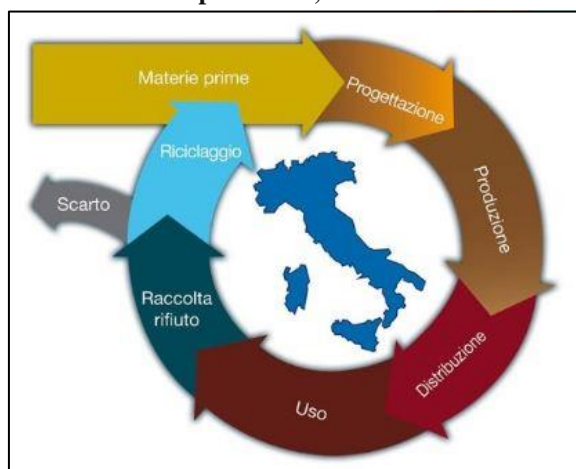 Materie prime
Progettazione
Produzione
Distribuzione
Uso
Raccolta
rifiuto
Riciclaggio
Scarto